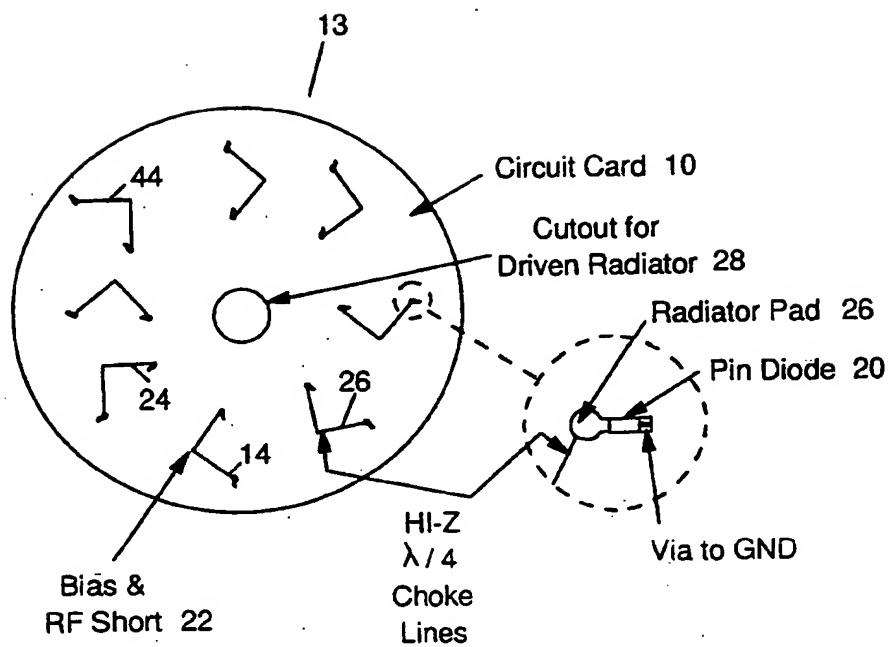 13
44
Circuit Card 10
Cutout for
Driven Radiator 28
Radiator Pad 26
Pin Diode 20
24
26
14
HI-Z
λ/4
Choke
Lines
Via to GND
Bias &
RF Short 22